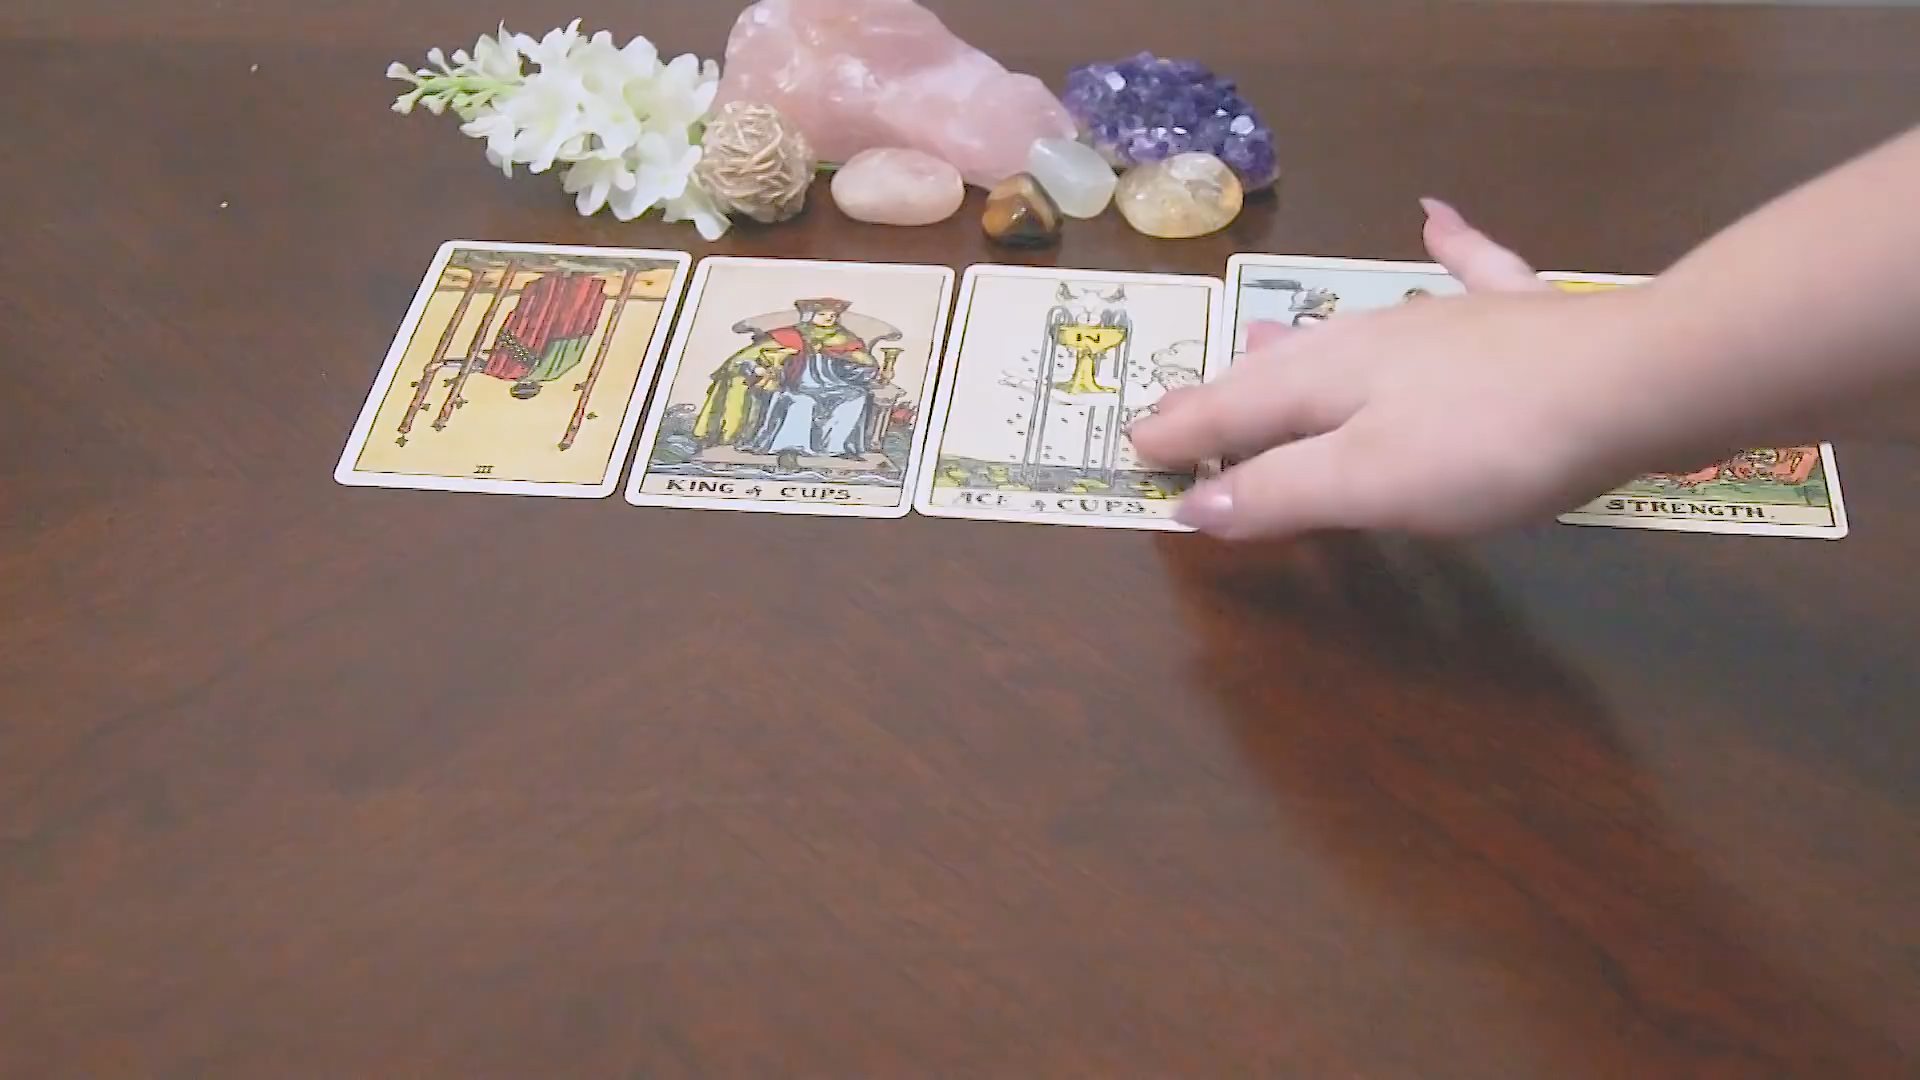 III
KING of CUPS.
ACE of CUPS.
STRENGTH.